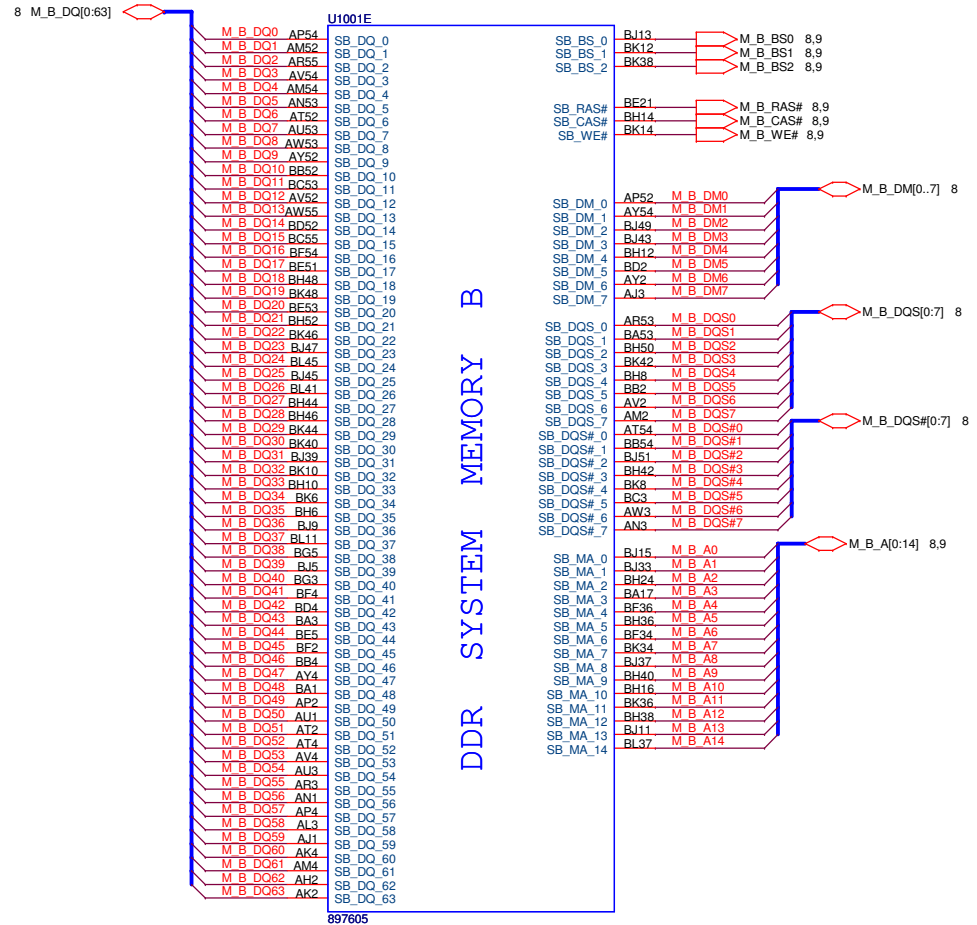 8 M_B_DQ[0:63]
U1001E
M_B_DQ0 AP54 SB_DQ_0
M_B_DQ1 AM52 SB_DQ_1
M_B_DQ2 AR55 SB_DQ_2
M_B_DQ3 AV54 SB_DQ_3
M_B_DQ4 AM54 SB_DQ_4
M_B_DQ5 AN53 SB_DQ_5
M_B_DQ6 AT52 SB_DQ_6
M_B_DQ7 AU53 SB_DQ_7
M_B_DQ8 AW53 SB_DQ_8
M_B_DQ9 AY52 SB_DQ_9
M_B_DQ10 BB52 SB_DQ_10
M_B_DQ11 BC53 SB_DQ_11
M_B_DQ12 AV52 SB_DQ_12
M_B_DQ13 AW55 SB_DQ_13
M_B_DQ14 BD52 SB_DQ_14
M_B_DQ15 BC55 SB_DQ_15
M_B_DQ16 BF54 SB_DQ_16
M_B_DQ17 BE51 SB_DQ_17
M_B_DQ18 BH48 SB_DQ_18
M_B_DQ19 BK48 SB_DQ_19
M_B_DQ20 BE53 SB_DQ_20
M_B_DQ21 BH52 SB_DQ_21
M_B_DQ22 BK46 SB_DQ_22
M_B_DQ23 BJ47 SB_DQ_23
M_B_DQ24 BL45 SB_DQ_24
M_B_DQ25 BJ45 SB_DQ_25
M_B_DQ26 BL41 SB_DQ_26
M_B_DQ27 BH44 SB_DQ_27
M_B_DQ28 BH46 SB_DQ_28
M_B_DQ29 BK44 SB_DQ_29
M_B_DQ30 BK40 SB_DQ_30
M_B_DQ31 BJ39 SB_DQ_31
M_B_DQ32 BK10 SB_DQ_32
M_B_DQ33 BH10 SB_DQ_33
M_B_DQ34 BK6 SB_DQ_34
M_B_DQ35 BH6 SB_DQ_35
M_B_DQ36 BJ9 SB_DQ_36
M_B_DQ37 BL11 SB_DQ_37
M_B_DQ38 BG5 SB_DQ_38
M_B_DQ39 BJ5 SB_DQ_39
M_B_DQ40 BG3 SB_DQ_40
M_B_DQ41 BF4 SB_DQ_41
M_B_DQ42 BD4 SB_DQ_42
M_B_DQ43 BA3 SB_DQ_43
M_B_DQ44 BE5 SB_DQ_44
M_B_DQ45 BF2 SB_DQ_45
M_B_DQ46 BB4 SB_DQ_46
M_B_DQ47 AY4 SB_DQ_47
M_B_DQ48 BA1 SB_DQ_48
M_B_DQ49 AP2 SB_DQ_49
M_B_DQ50 AU1 SB_DQ_50
M_B_DQ51 AT2 SB_DQ_51
M_B_DQ52 AT4 SB_DQ_52
M_B_DQ53 AV4 SB_DQ_53
M_B_DQ54 AU3 SB_DQ_54
M_B_DQ55 AR3 SB_DQ_55
M_B_DQ56 AN1 SB_DQ_56
M_B_DQ57 AP4 SB_DQ_57
M_B_DQ58 AL3 SB_DQ_58
M_B_DQ59 AJ1 SB_DQ_59
M_B_DQ60 AK4 SB_DQ_60
M_B_DQ61 AM4 SB_DQ_61
M_B_DQ62 AH2 SB_DQ_62
M_B_DQ63 AK2 SB_DQ_63
897605
DDR SYSTEM MEMORY B
SB_BS_0 BJ13 M_B_BS0 8,9
SB_BS_1 BK12 M_B_BS1 8,9
SB_BS_2 BK38 M_B_BS2 8,9
SB_RAS# BE21 M_B_RAS# 8,9
SB_CAS# BH14 M_B_CAS# 8,9
SB_WE# BK14 M_B_WE# 8,9
M_B_DM[0..7] 8
SB_DM_0 AP52 M_B_DM0
SB_DM_1 AY54 M_B_DM1
SB_DM_2 BJ49 M_B_DM2
SB_DM_3 BJ43 M_B_DM3
SB_DM_4 BH12 M_B_DM4
SB_DM_5 BD2 M_B_DM5
SB_DM_6 AY2 M_B_DM6
SB_DM_7 AJ3 M_B_DM7
M_B_DQS[0:7] 8
SB_DQS_0 AR53 M_B_DQS0
SB_DQS_1 BA53 M_B_DQS1
SB_DQS_2 BH50 M_B_DQS2
SB_DQS_3 BK42 M_B_DQS3
SB_DQS_4 BH8 M_B_DQS4
SB_DQS_5 BB2 M_B_DQS5
SB_DQS_6 AV2 M_B_DQS6
SB_DQS_7 AM2 M_B_DQS7
M_B_DQS#[0:7] 8
SB_DQS#_0 AT54 M_B_DQS#0
SB_DQS#_1 BB54 M_B_DQS#1
SB_DQS#_2 BJ51 M_B_DQS#2
SB_DQS#_3 BH42 M_B_DQS#3
SB_DQS#_4 BK8 M_B_DQS#4
SB_DQS#_5 BC3 M_B_DQS#5
SB_DQS#_6 AW3 M_B_DQS#6
SB_DQS#_7 AN3 M_B_DQS#7
M_B_A[0:14] 8,9
SB_MA_0 BJ15 M_B_A0
SB_MA_1 BJ33 M_B_A1
SB_MA_2 BH24 M_B_A2
SB_MA_3 BA17 M_B_A3
SB_MA_4 BF36 M_B_A4
SB_MA_5 BH36 M_B_A5
SB_MA_6 BF34 M_B_A6
SB_MA_7 BK34 M_B_A7
SB_MA_8 BJ37 M_B_A8
SB_MA_9 BH40 M_B_A9
SB_MA_10 BH16 M_B_A10
SB_MA_11 BK36 M_B_A11
SB_MA_12 BH38 M_B_A12
SB_MA_13 BJ11 M_B_A13
SB_MA_14 BL37 M_B_A14